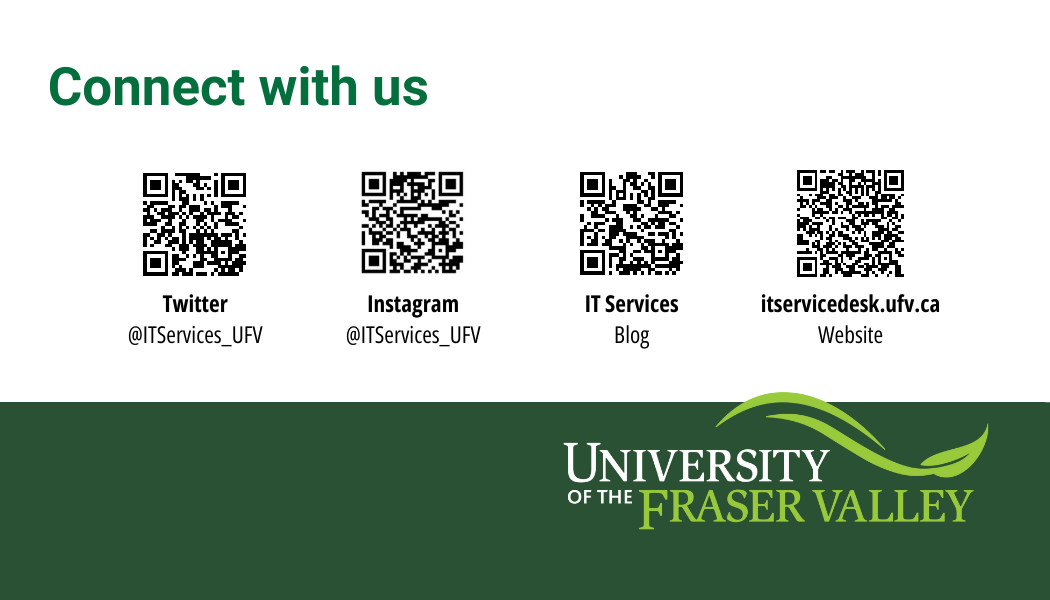 Connect with us
Twitter
@ITServices_UFV
Instagram
@ITServices_UFV
IT Services
Blog
itservicedesk.ufv.ca
Website
UNIVERSITY
OF THE FRASER VALLEY